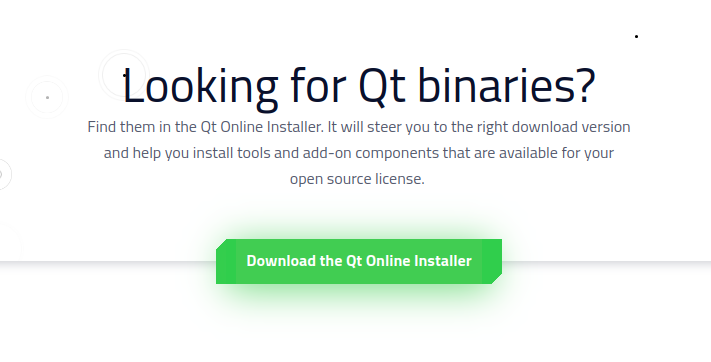 Looking for Qt binaries?
Find them in the Qt Online Installer. It will steer you to the right download version
and help you install tools and add-on components that are available for your
open source license.
Download the Qt Online Installer